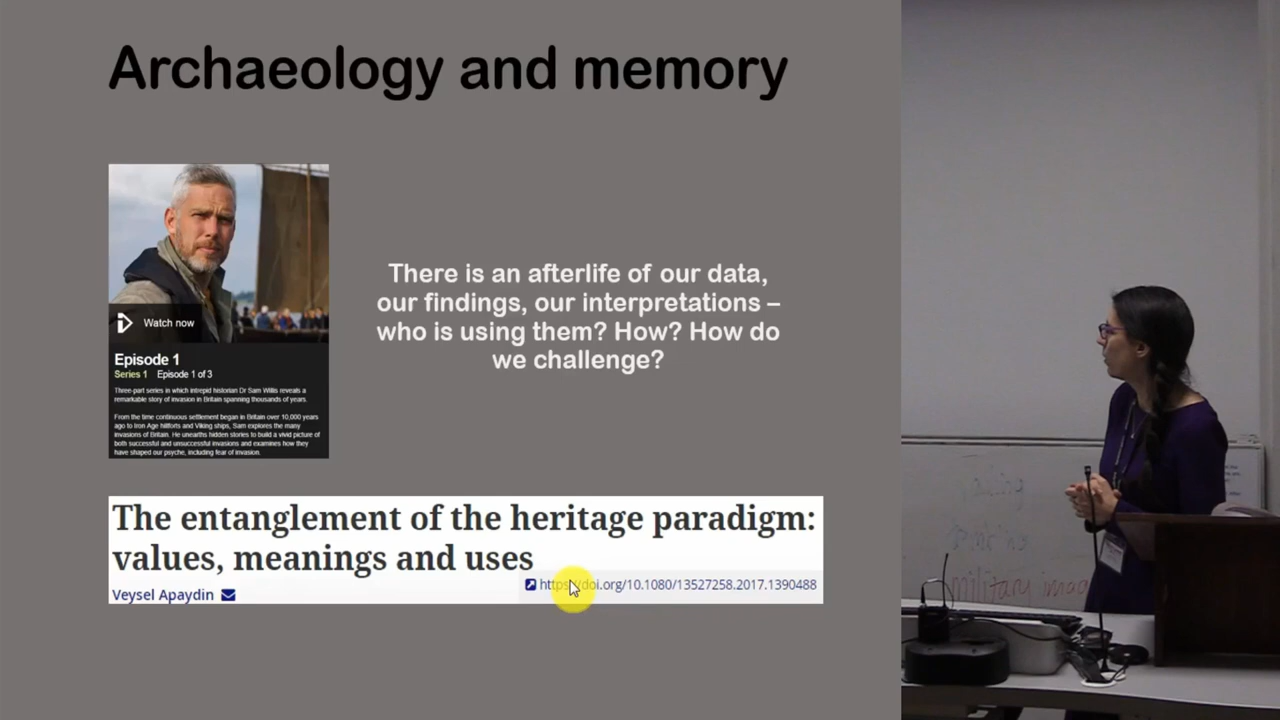 Archaeology and memory
Watch now
Episode 1
Series 1 Episode 1 of 3
Three-part series in which intrepid historian Dr Sam Willis reveals a
remarkable story of invasion in Britain spanning thousands of years.
From the time continuous settlement began in Britain over 10,000 years
ago to Iron Age hillforts and Viking ships, Sam explores the many
invasions of Britain. He unearths hidden stories to build a vivid picture of
both successful and unsuccessful invasions and examines how they
have shaped our psyche, including fear of invasion.
There is an afterlife of our data,
our findings, our interpretations –
who is using them? How? How do
we challenge?
The entanglement of the heritage paradigm:
values, meanings and uses
Veysel Apaydin
https://doi.org/10.1080/13527258.2017.1390488
military